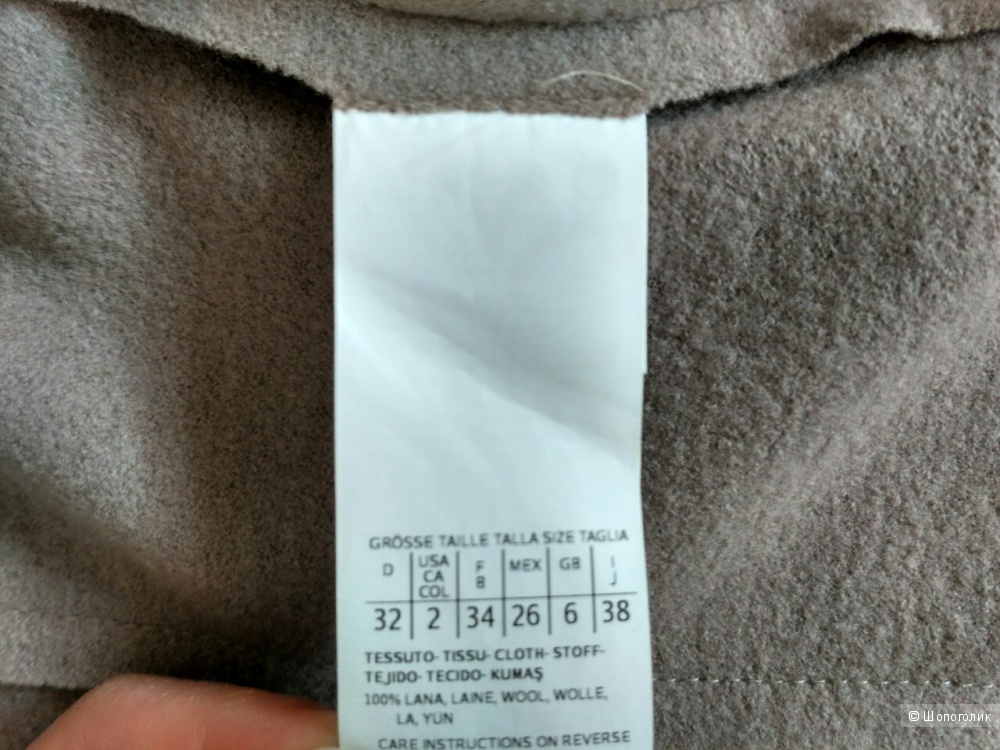 GRÖSSE TAILLE TALLA SIZE TAGLIA
D USA CA COL F B MEX GB I J
32 2 34 26 6 38
TESSUTO- TISSU- CLOTH- STOFF-
TEJIDO- TECIDO- KUMAŞ
100% LANA, LAINE, WOOL, WOLLE,
LA, YÜN
CARE INSTRUCTIONS ON REVERSE
© Шопоголик